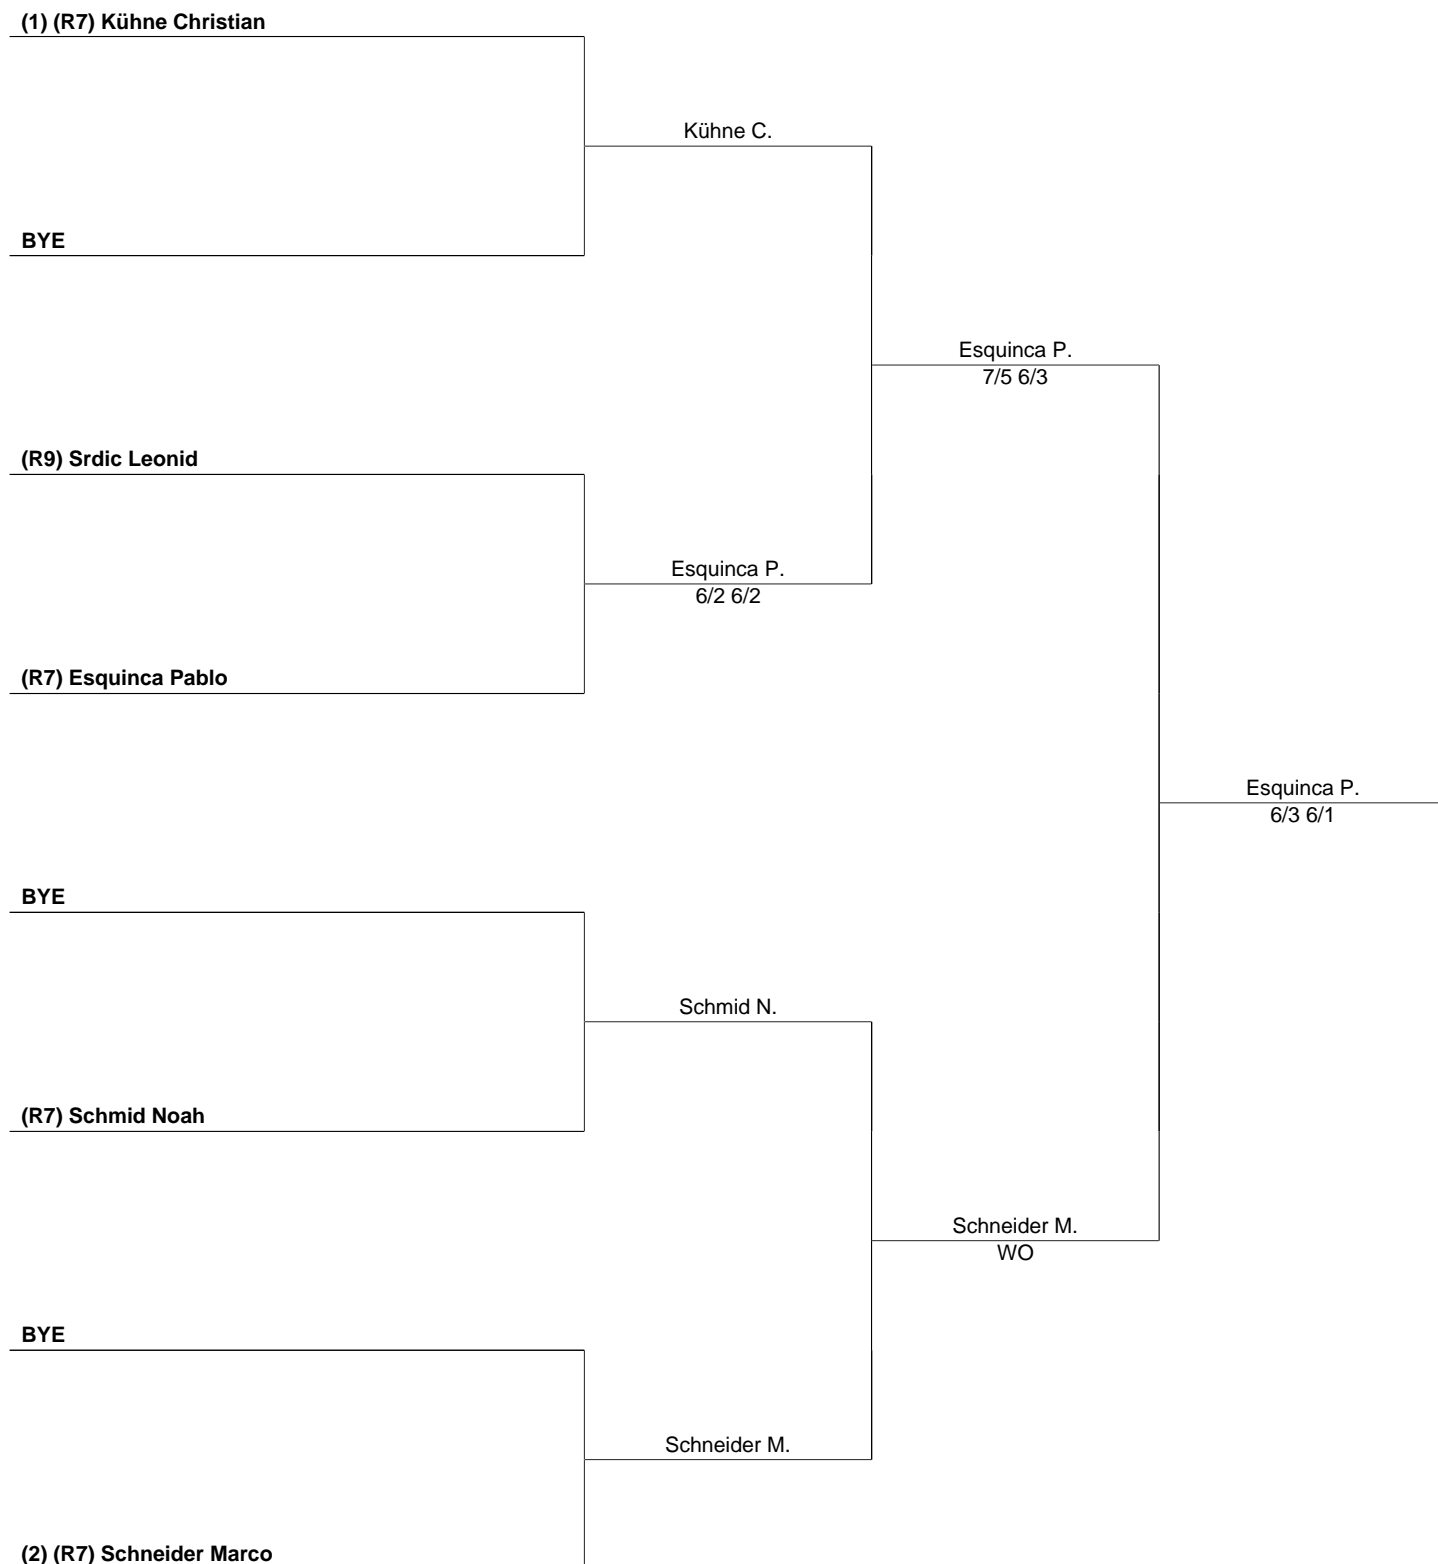 (1) (R7) Kühne Christian
Kühne C.
BYE
Esquinca P.
7/5 6/3
(R9) Srdic Leonid
Esquinca P.
6/2 6/2
(R7) Esquinca Pablo
Esquinca P.
6/3 6/1
BYE
Schmid N.
(R7) Schmid Noah
Schneider M.
WO
BYE
Schneider M.
(2) (R7) Schneider Marco